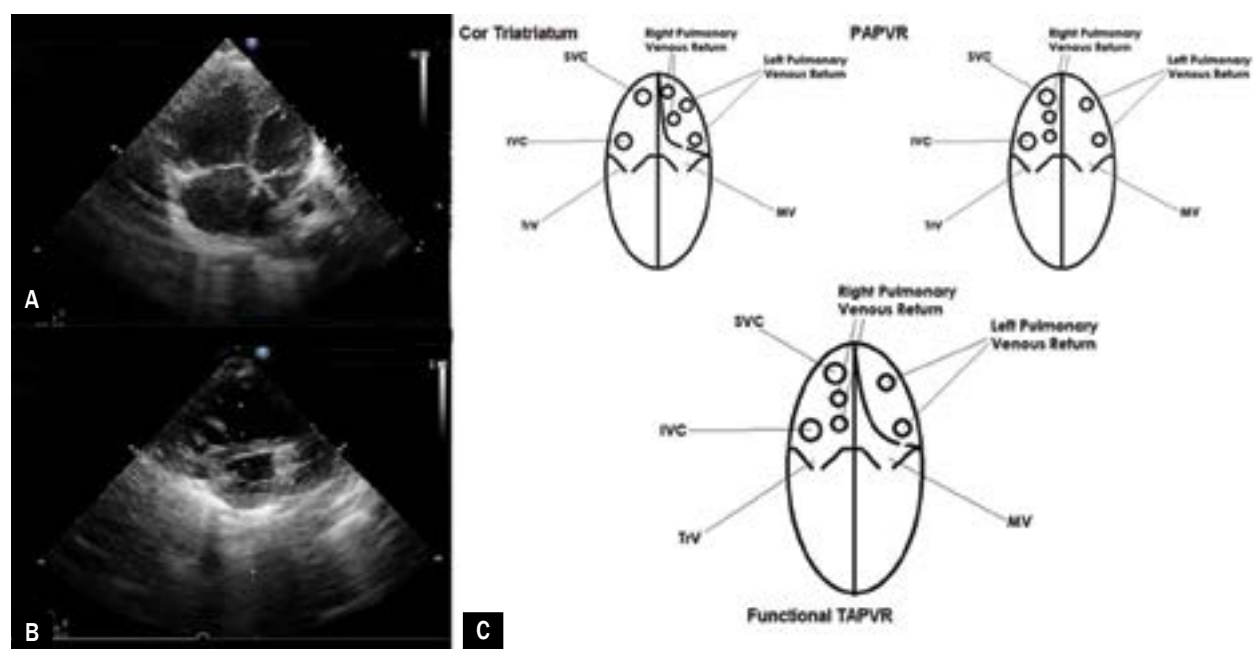 A
B
C
Cor Triatriatum
Right Pulmonary
Venous Return
SVC
Left Pulmonary
Venous Return
IVC
TrV
MV
PAPVR
Right Pulmonary
Venous Return
SVC
Left Pulmonary
Venous Return
IVC
TrV
MV
Right Pulmonary
Venous Return
SVC
Left Pulmonary
Venous Return
IVC
TrV
MV
Functional TAPVR